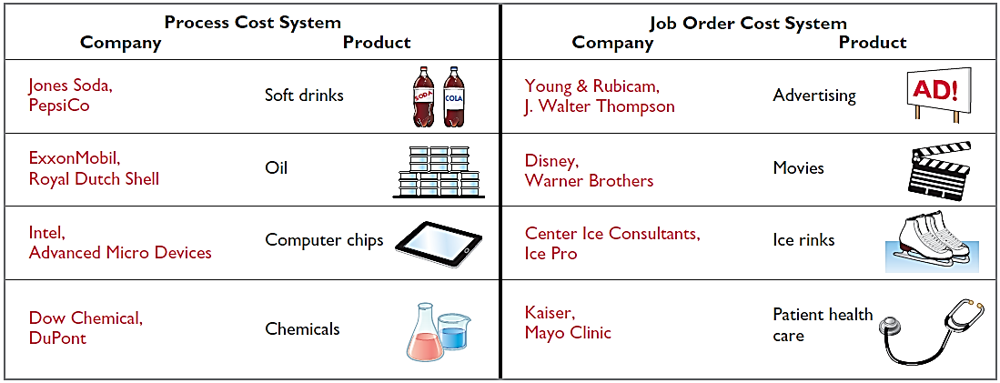 Process Cost System
Company Product
Jones Soda,
PepsiCo
Soft drinks
SODA
COLA
ExxonMobil,
Royal Dutch Shell
Oil
Intel,
Advanced Micro Devices
Computer chips
Dow Chemical,
DuPont
Chemicals
Job Order Cost System
Company Product
Young & Rubicam,
J. Walter Thompson
Advertising
AD!
Disney,
Warner Brothers
Movies
Center Ice Consultants,
Ice Pro
Ice rinks
Kaiser,
Mayo Clinic
Patient health
care